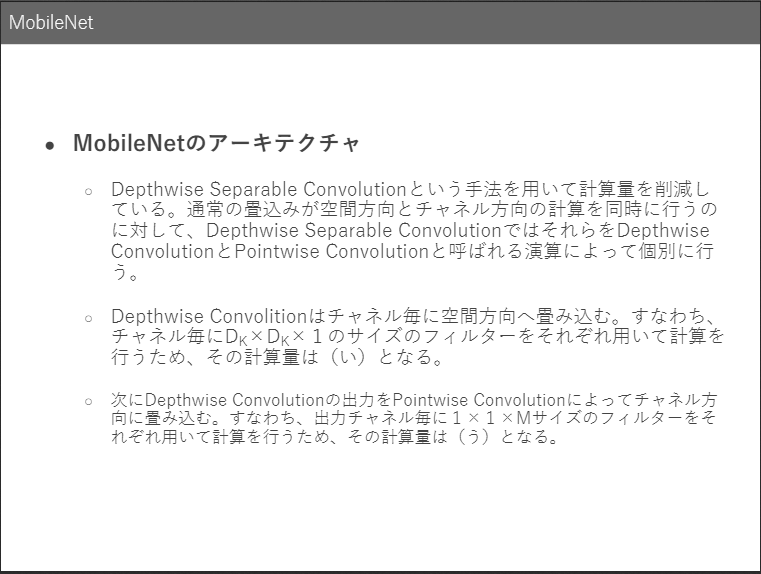 MobileNet
● MobileNetのアーキテクチャ
○ Depthwise Separable Convolutionという手法を用いて計算量を削減し
ている。通常の畳込みが空間方向とチャネル方向の計算を同時に行うの
に対して、Depthwise Separable ConvolutionではそれらをDepthwise
ConvolutionとPointwise Convolutionと呼ばれる演算によって個別に行
う。
○ Depthwise Convolitionはチャネル毎に空間方向へ畳み込む。すなわち、
チャネル毎にDK×DK×１のサイズのフィルターをそれぞれ用いて計算を
行うため、その計算量は（い）となる。
○ 次にDepthwise Convolutionの出力をPointwise Convolutionによってチャネル方
向に畳み込む。すなわち、出力チャネル毎に１×１×Mサイズのフィルターをそ
れぞれ用いて計算を行うため、その計算量は（う）となる。